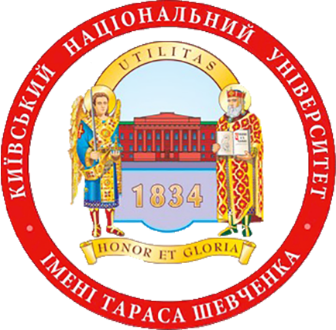 КИЇВСЬКИЙ НАЦІОНАЛЬНИЙ УНІВЕРСИТЕТ
ІМЕНІ ТАРАСА ШЕВЧЕНКА
UTILITAS
1834
HONOR ET GLORIA